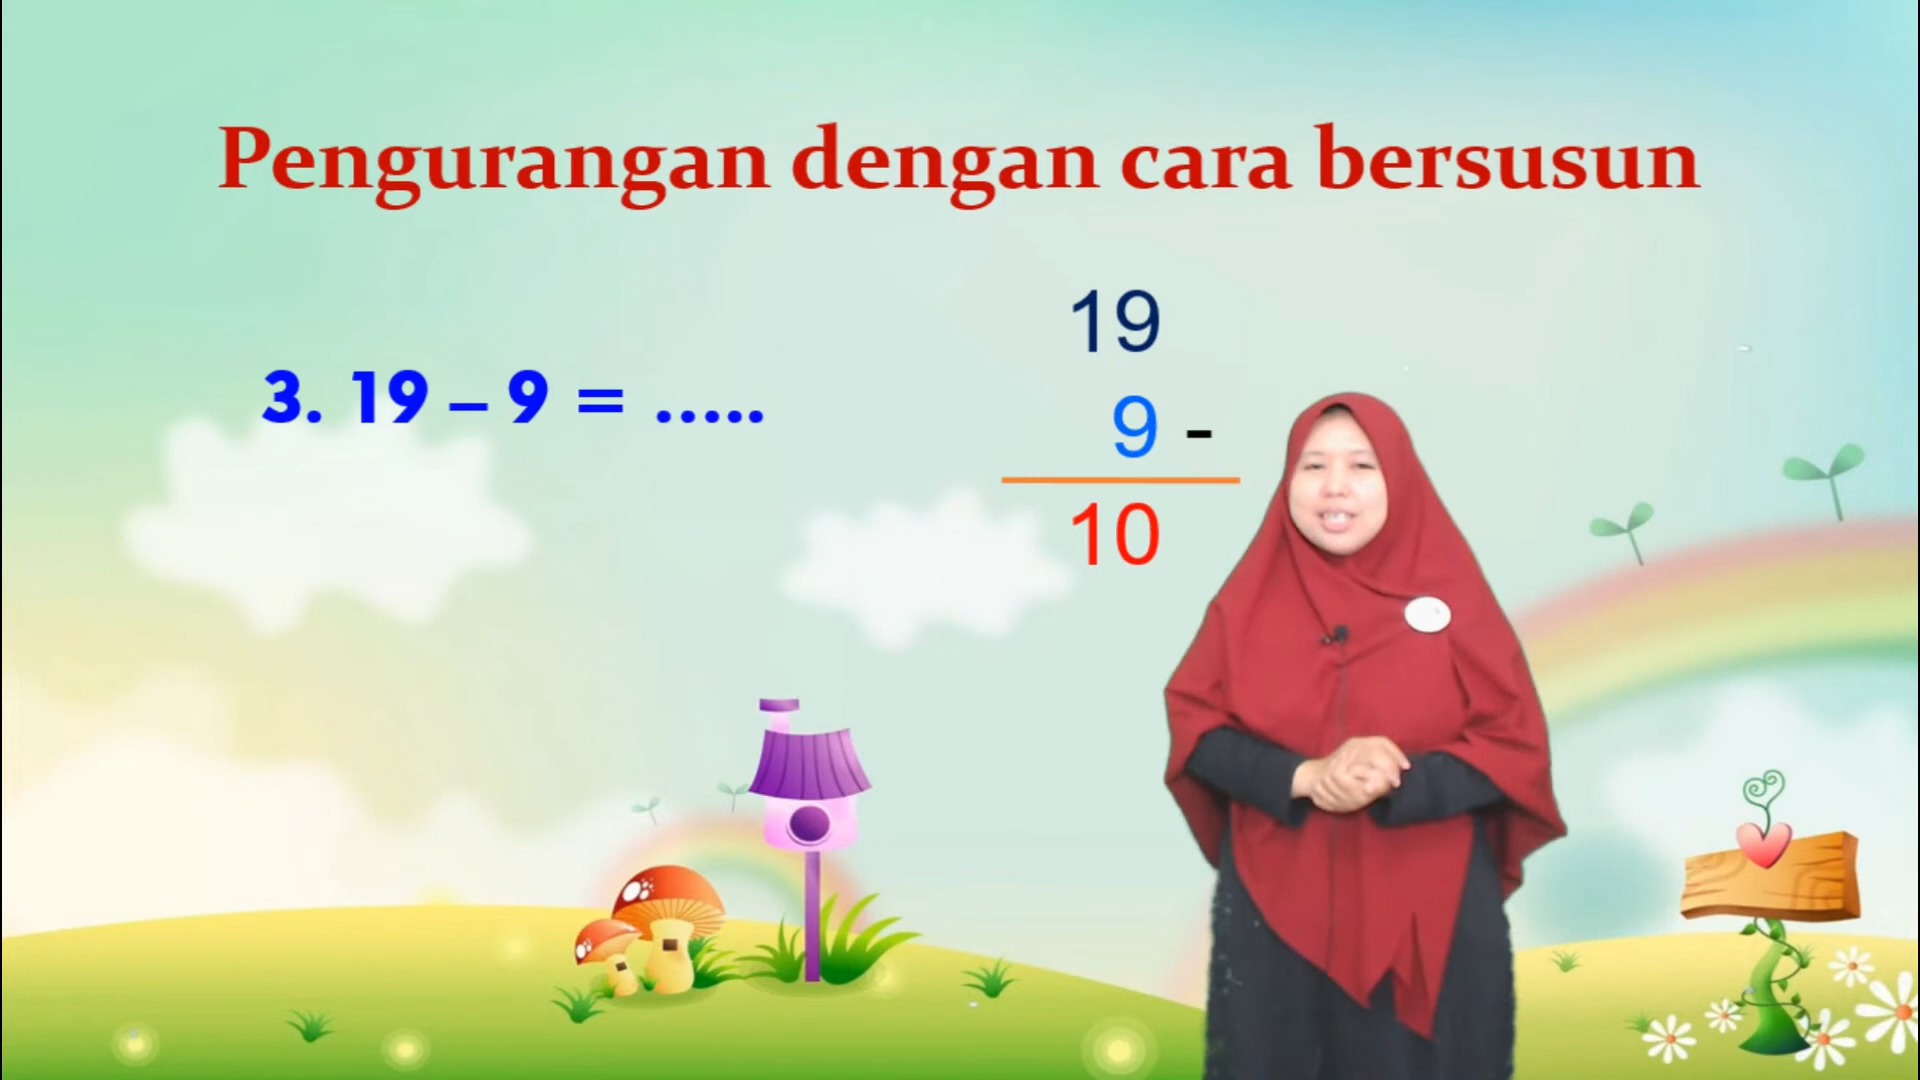 Pengurangan dengan cara bersusun
3. 19 – 9 = .....
19
9 -
10